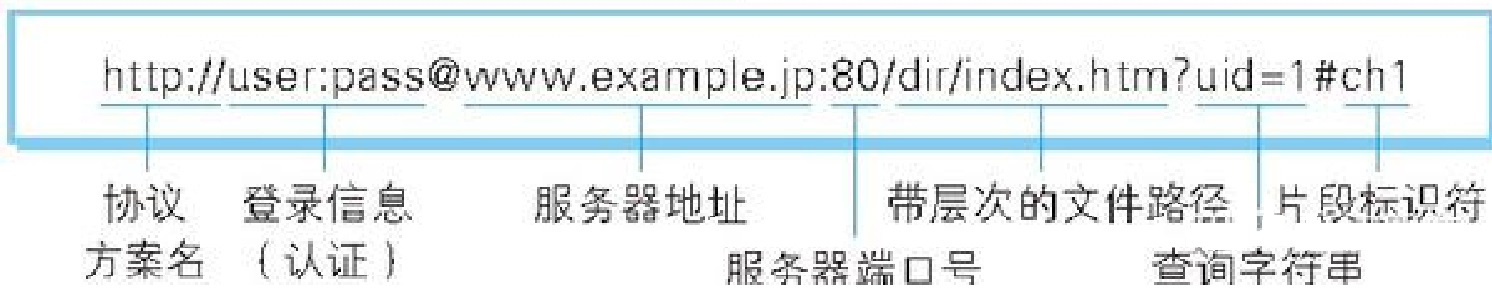 http://user:pass@www.example.jp:80/dir/index.htm?uid=1#ch1
协议 登录信息 服务器地址 带层次的文件路径 片段标识符
方案名 （认证） 服务器端口号 查询字符串